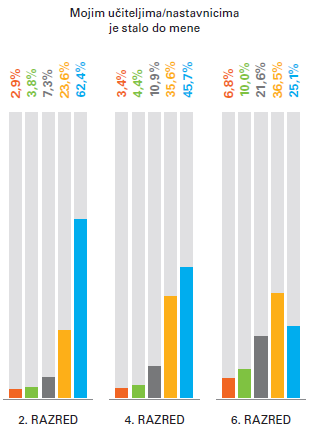 Mojim učiteljima/nastavnicima
je stalo do mene
2,9% 3,8% 7,3% 23,6% 62,4%
3,4% 4,4% 10,9% 35,6% 45,7%
6,8% 10,0% 21,6% 36,5% 25,1%
2. RAZRED 4. RAZRED 6. RAZRED